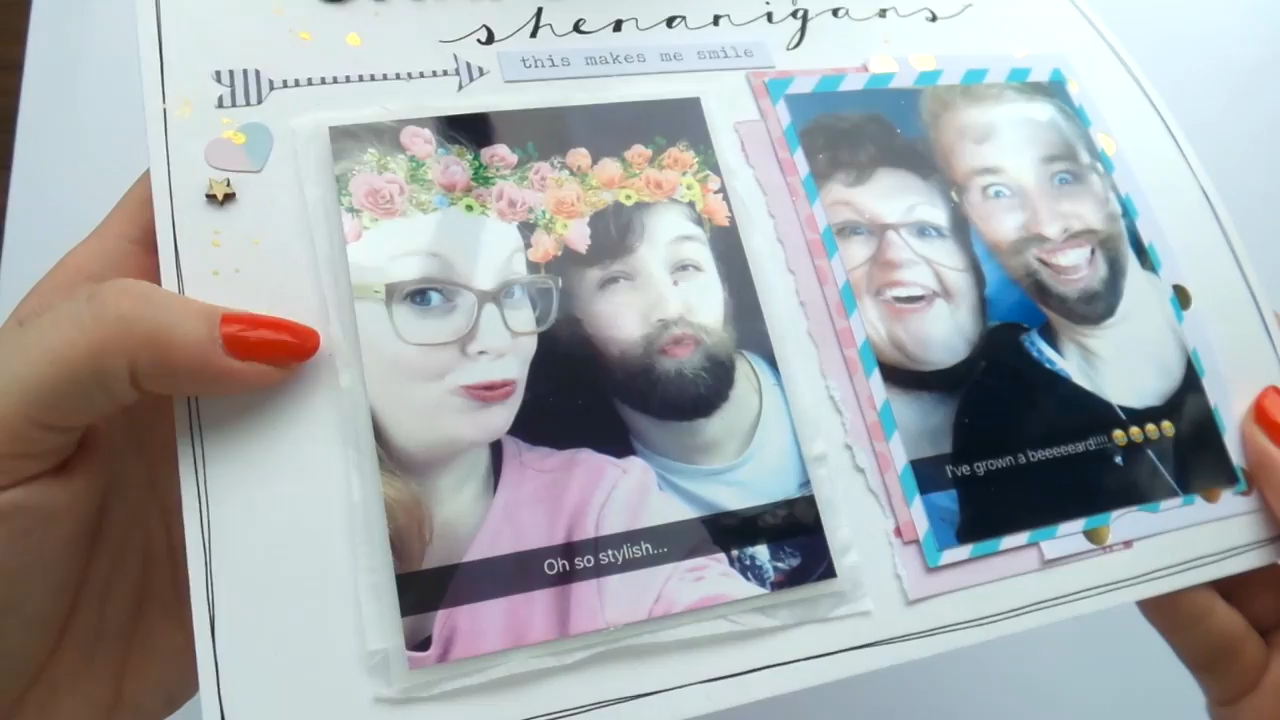 shenanigans
this makes me smile
Oh so stylish...
I've grown a beeeeeard!!!! 😂😂😂😂